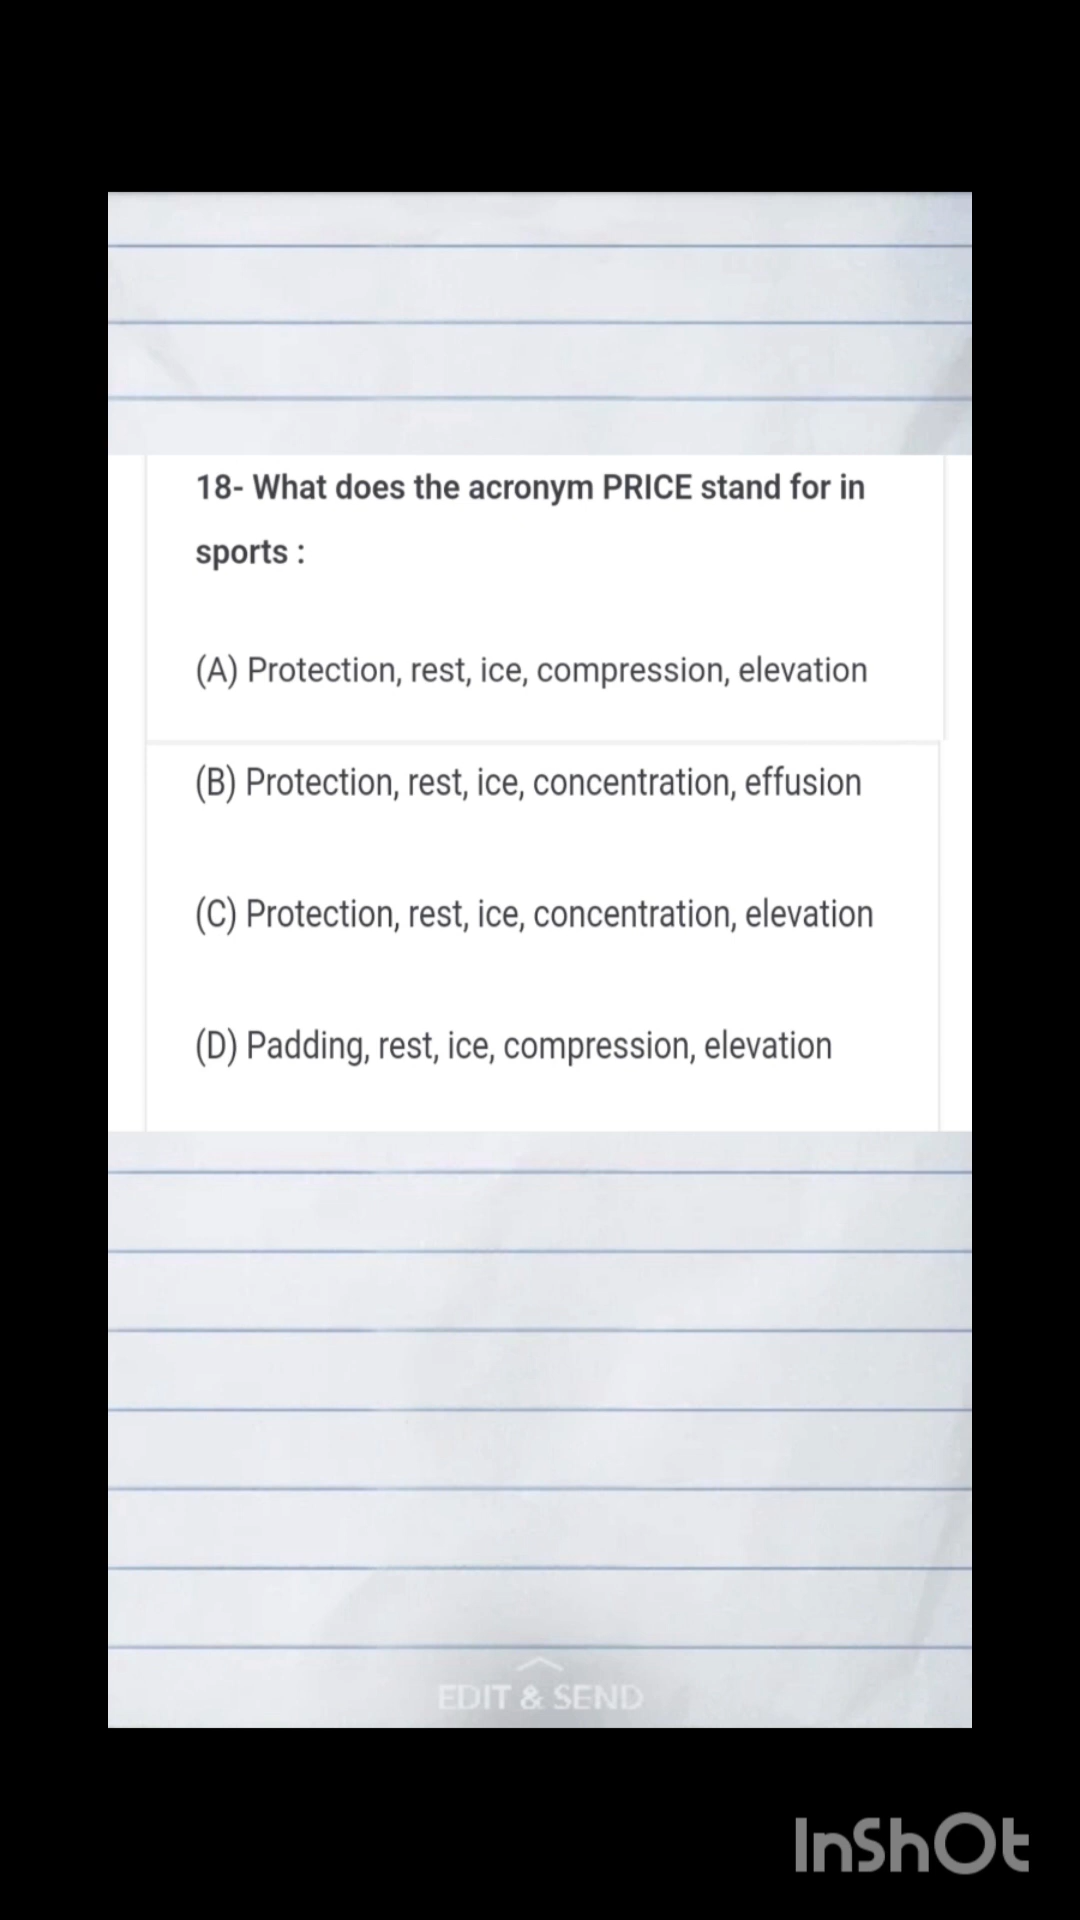 18- What does the acronym PRICE stand for in
sports :
(A) Protection, rest, ice, compression, elevation
(B) Protection, rest, ice, concentration, effusion
(C) Protection, rest, ice, concentration, elevation
(D) Padding, rest, ice, compression, elevation
EDIT & SEND
InShOt